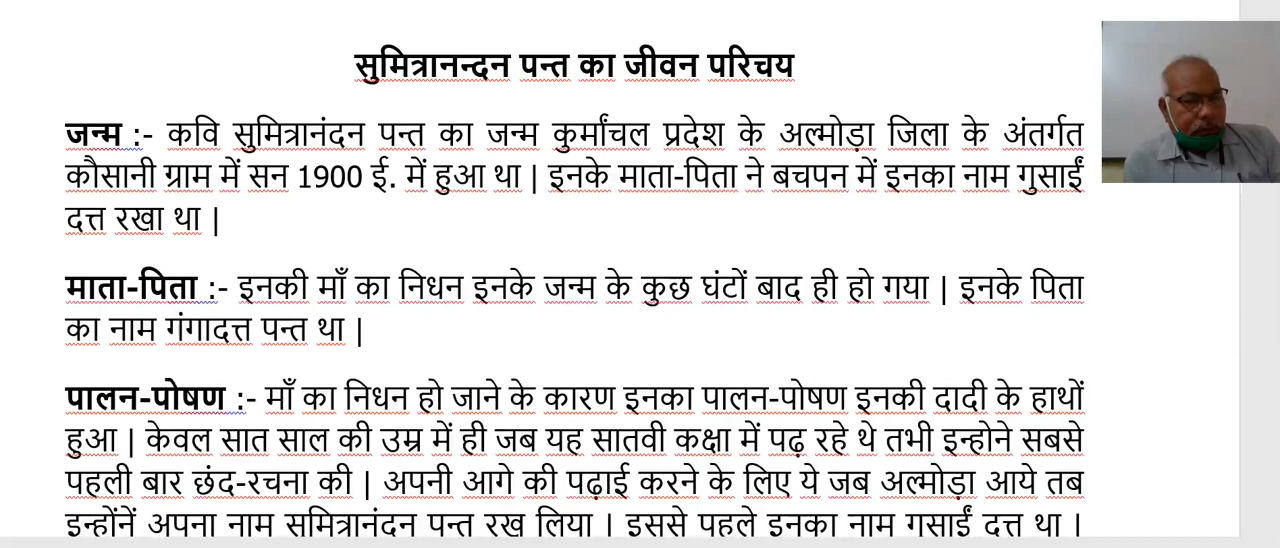 सुमित्रानन्दन पन्त का जीवन परिचय
जन्म :- कवि सुमित्रानंदन पन्त का जन्म कुर्मांचल प्रदेश के अल्मोड़ा जिला के अंतर्गत
कौसानी ग्राम में सन 1900 ई. में हुआ था | इनके माता-पिता ने बचपन में इनका नाम गुसाईं
दत्त रखा था |
माता-पिता :- इनकी माँ का निधन इनके जन्म के कुछ घंटों बाद ही हो गया | इनके पिता
का नाम गंगादत्त पन्त था |
पालन-पोषण :- माँ का निधन हो जाने के कारण इनका पालन-पोषण इनकी दादी के हाथों
हुआ | केवल सात साल की उम्र में ही जब यह सातवी कक्षा में पढ़ रहे थे तभी इन्होने सबसे
पहली बार छंद-रचना की | अपनी आगे की पढ़ाई करने के लिए ये जब अल्मोड़ा आये तब
इन्होंनें अपना नाम सुमित्रानंदन पन्त रख लिया | इससे पहले इनका नाम गुसाईं दत्त था |